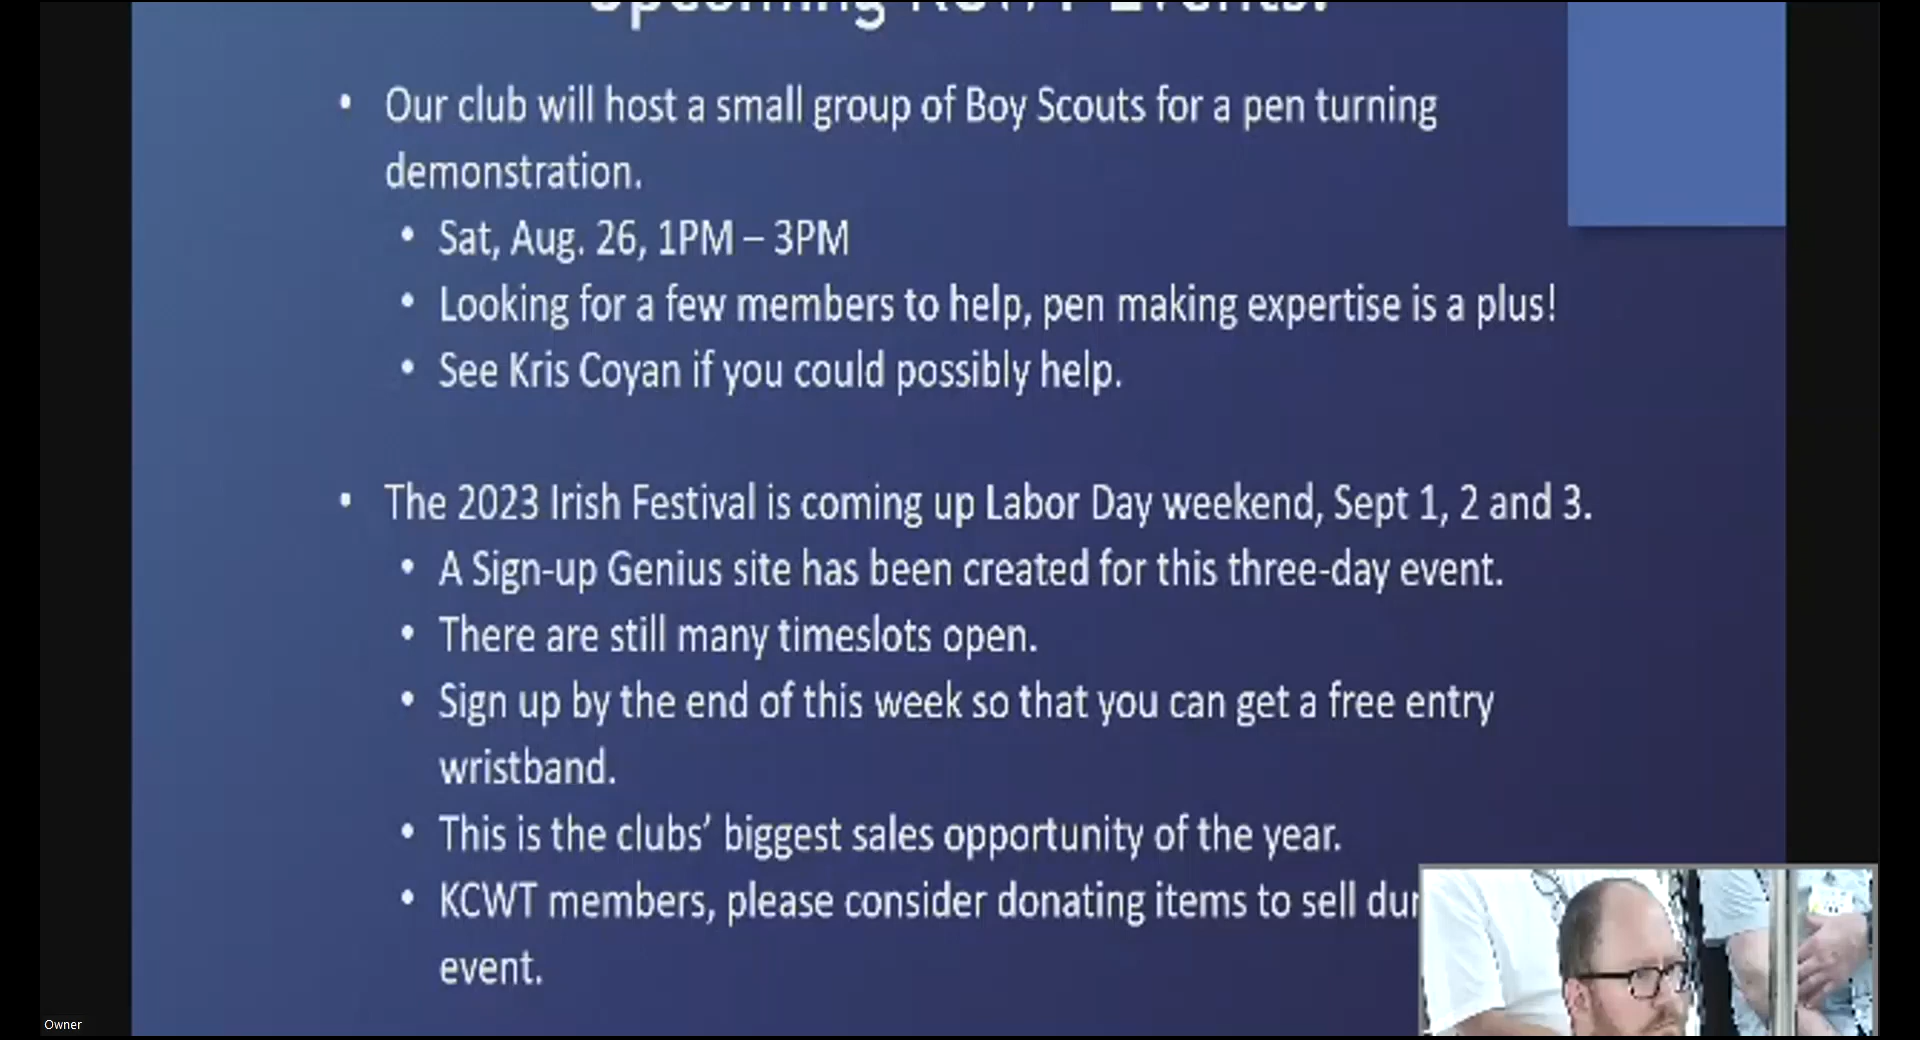 Upcoming KCWT Events:
• Our club will host a small group of Boy Scouts for a pen turning
demonstration.
• Sat, Aug. 26, 1PM – 3PM
• Looking for a few members to help, pen making expertise is a plus!
• See Kris Coyan if you could possibly help.
• The 2023 Irish Festival is coming up Labor Day weekend, Sept 1, 2 and 3.
• A Sign-up Genius site has been created for this three-day event.
• There are still many timeslots open.
• Sign up by the end of this week so that you can get a free entry
wristband.
• This is the clubs’ biggest sales opportunity of the year.
• KCWT members, please consider donating items to sell dur
event.
Owner